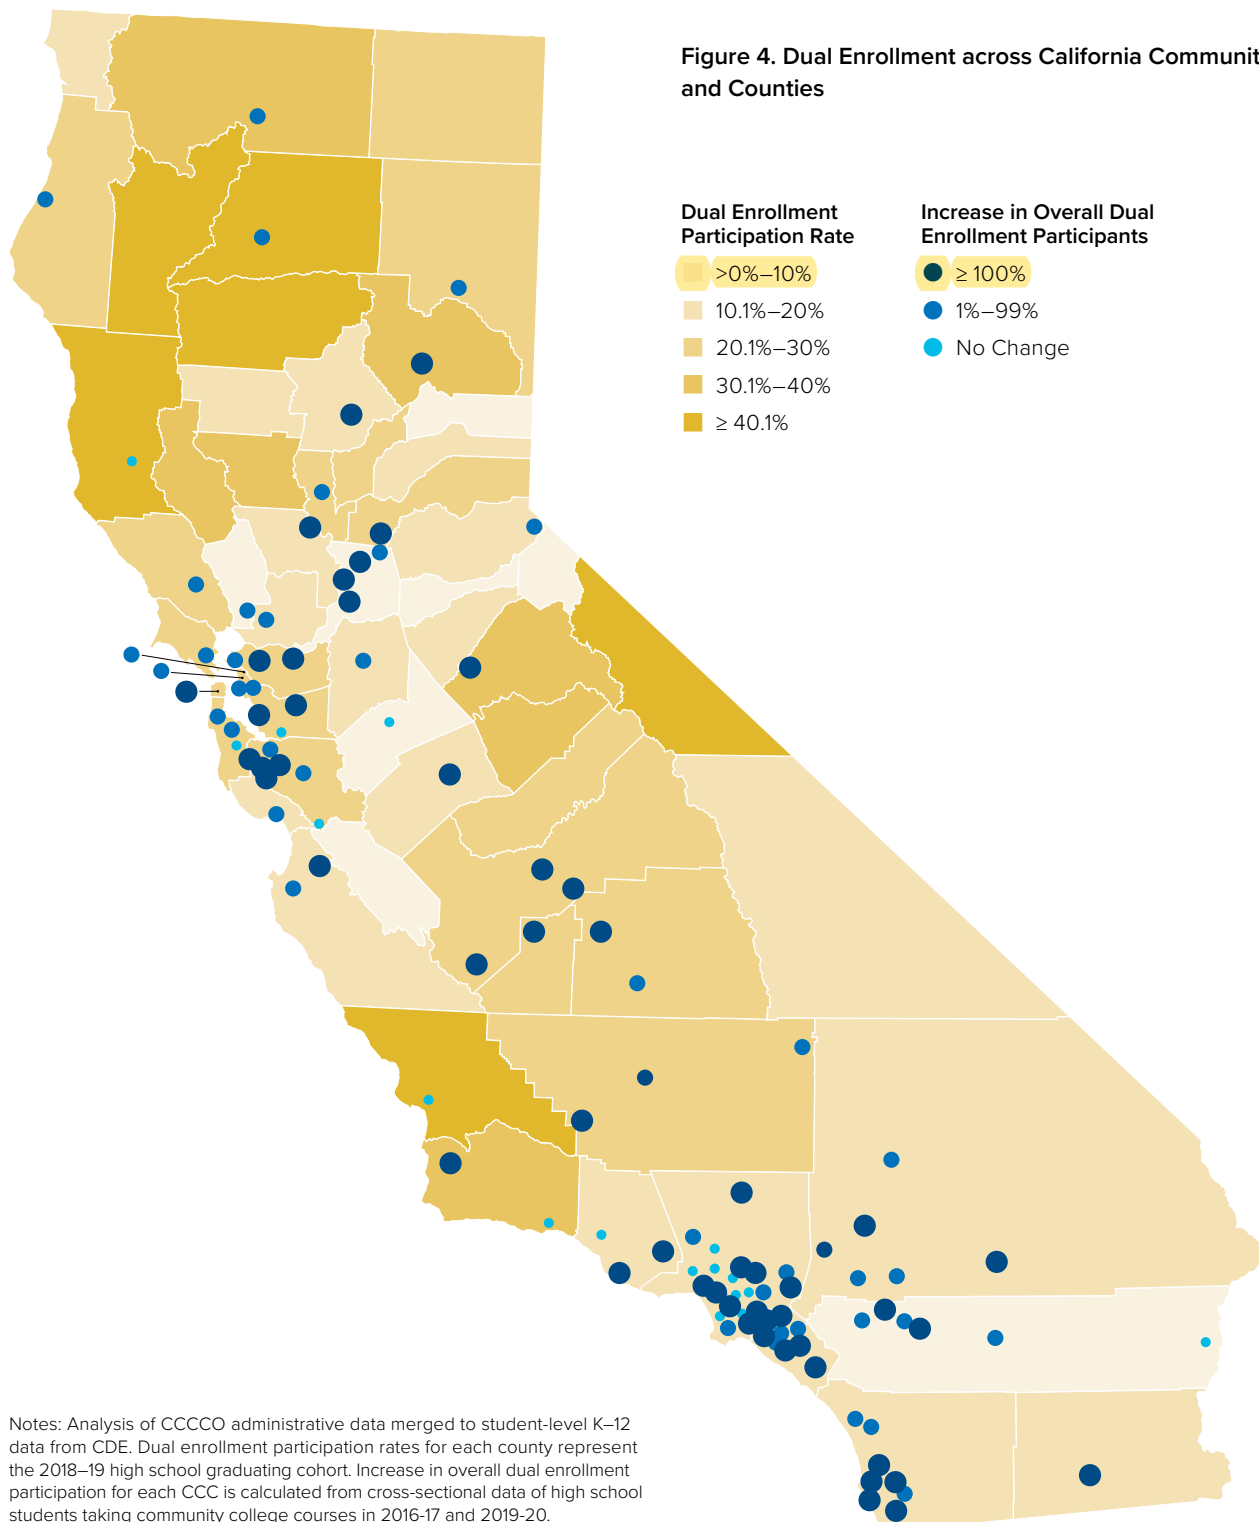 Figure 4. Dual Enrollment across California Communit
and Counties
Dual Enrollment
Participation Rate
>0%–10%
10.1%–20%
20.1%–30%
30.1%–40%
≥ 40.1%
Increase in Overall Dual
Enrollment Participants
≥ 100%
1%–99%
No Change
Notes: Analysis of CCCCO administrative data merged to student-level K–12
data from CDE. Dual enrollment participation rates for each county represent
the 2018–19 high school graduating cohort. Increase in overall dual enrollment
participation for each CCC is calculated from cross-sectional data of high school
students taking community college courses in 2016-17 and 2019-20.